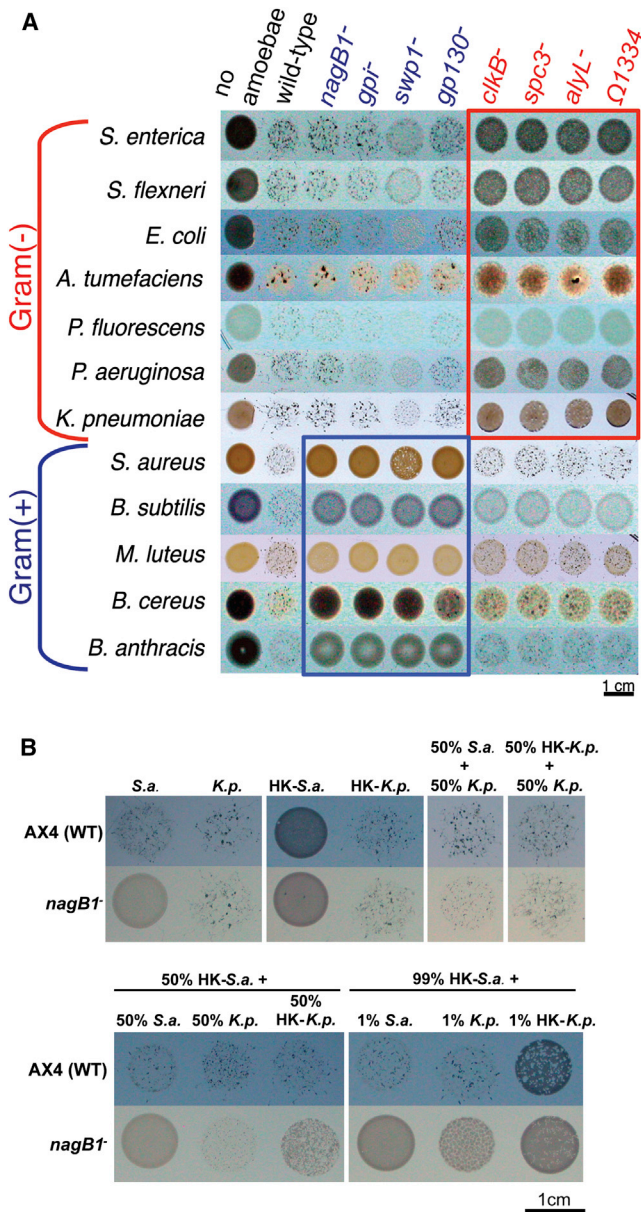 A
no amoebae
wild-type
nagB1-
gpi-
swp1-
gp130-
clkB-
spc3-
alyL-
Ω1334
Gram(-)
S. enterica
S. flexneri
E. coli
A. tumefaciens
P. fluorescens
P. aeruginosa
K. pneumoniae
Gram(+)
S. aureus
B. subtilis
M. luteus
B. cereus
B. anthracis
1 cm
B
S.a. K.p. HK-S.a. HK-K.p. 50% S.a. + 50% K.p. 50% HK-K.p. + 50% K.p.
AX4 (WT)
nagB1-
50% HK-S.a. + 99% HK-S.a. +
50% S.a. 50% K.p. 50% HK-K.p. 1% S.a. 1% K.p. 1% HK-K.p.
AX4 (WT)
nagB1-
1cm